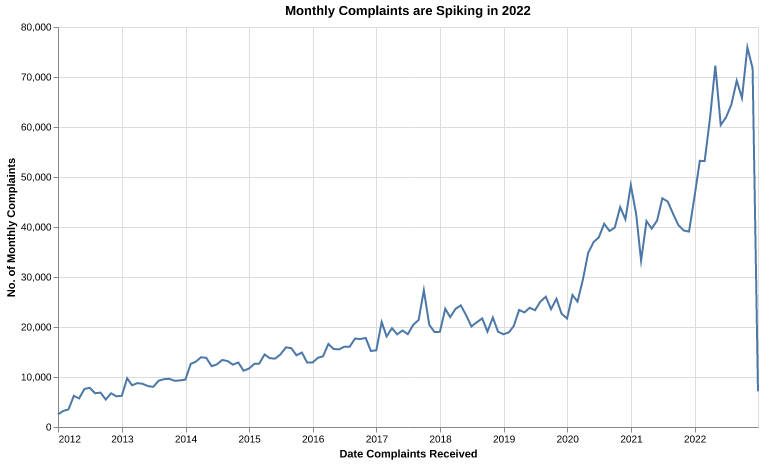 Monthly Complaints are Spiking in 2022
80,000
70,000
60,000
50,000
40,000
30,000
20,000
10,000
0
No. of Monthly Complaints
2012 2013 2014 2015 2016 2017 2018 2019 2020 2021 2022
Date Complaints Received